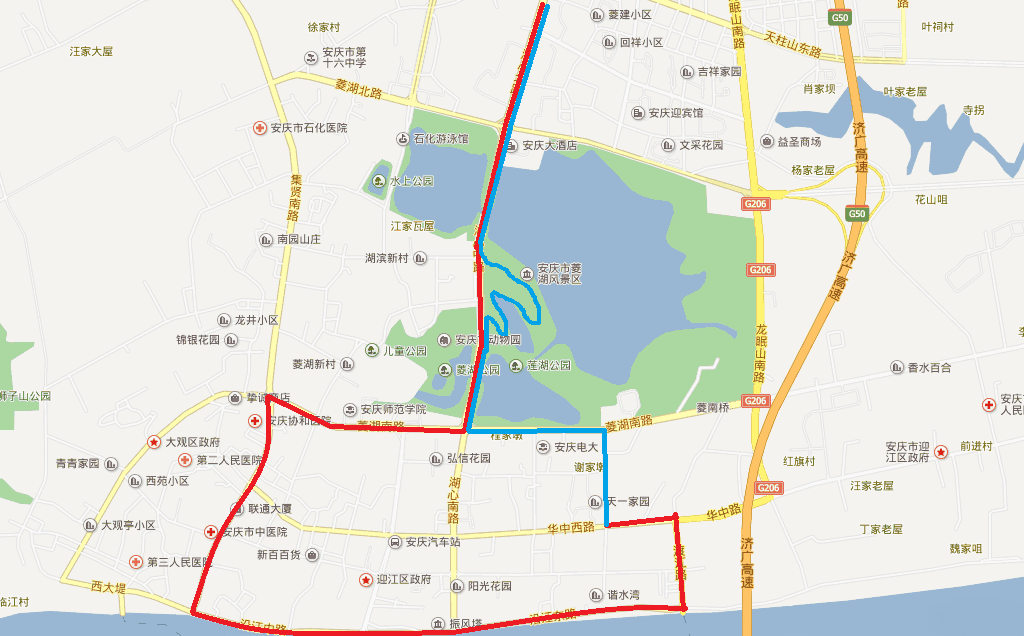 菱建小区
G50
叶祠村
徐家村
回祥小区
天柱山东路
汪家大屋
安庆市第
十六中学
吉祥家园
肖家坝
叶家老屋
菱湖北路
寺拐
安庆迎宾馆
安庆市石化医院
石化游泳馆
安庆大酒店
文采花园
益圣商场
济广高速
杨家老屋
水上公园
集贤南路
G206
花山咀
G50
江家瓦屋
南园山庄
湖滨新村
安庆市菱
湖风景区
G206
济广高速
龙井小区
锦银花园
儿童公园
动物园
龙眠山南路
菱湖新村
菱湖公园
莲湖公园
香水百合
狮子山公园
挚诚商店
安庆师范学院
菱南桥
G206
安庆协和医院
菱湖南路
程家墩
菱湖南路
大观区政府
安庆电大
安庆市迎
江区政府
前进村
青青家园
第二人民医院
弘信花园
谢家墩
红旗村
西苑小区
湖心南路
G206
汪家老屋
联通大厦
天一家园
华中路
大观亭小区
安庆市中医院
华中西路
丁家老屋
安庆汽车站
新百百货
济广高速
魏家咀
第三人民医院
迎江区政府
阳光花园
西大堤
谐水湾
临江村
振风塔
沿江东路
沿江中路